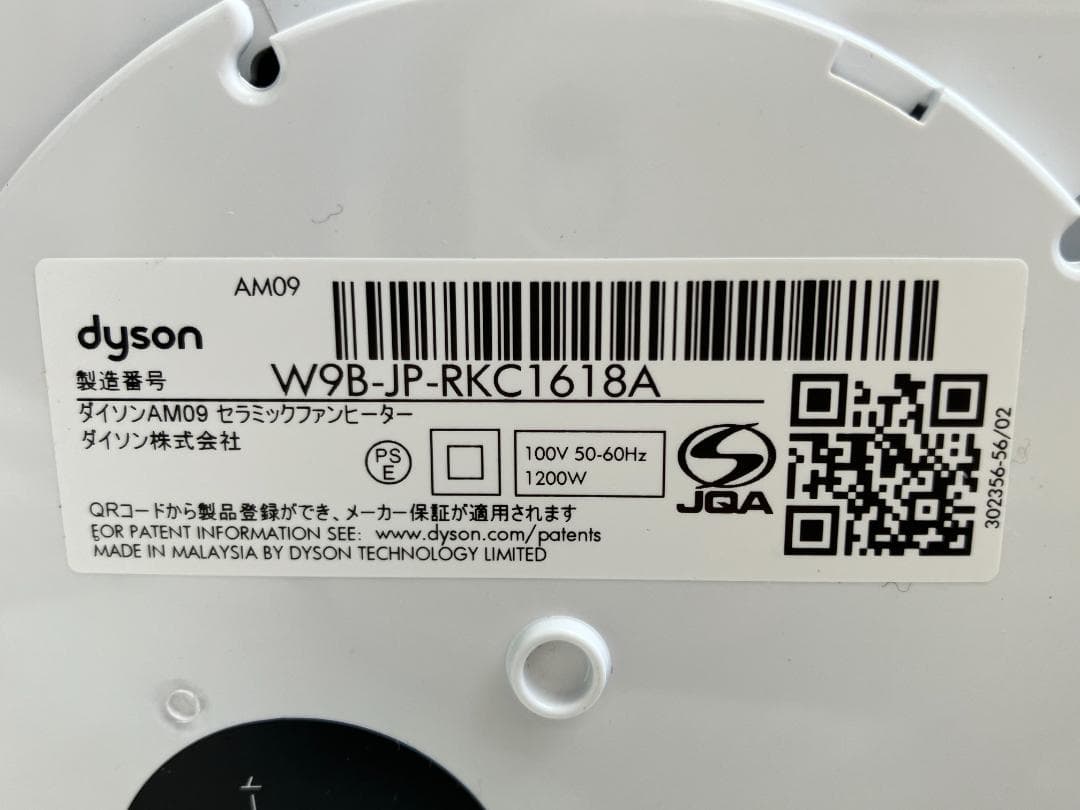 AM09
dyson
製造番号 W9B-JP-RKC1618A
ダイソンAM09 セラミックファンヒーター
ダイソン株式会社
PS
E
100V 50-60Hz
1200W
JQA
QRコードから製品登録ができ、メーカー保証が適用されます
FOR PATENT INFORMATION SEE: www.dyson.com/patents
MADE IN MALAYSIA BY DYSON TECHNOLOGY LIMITED
302356-56/02